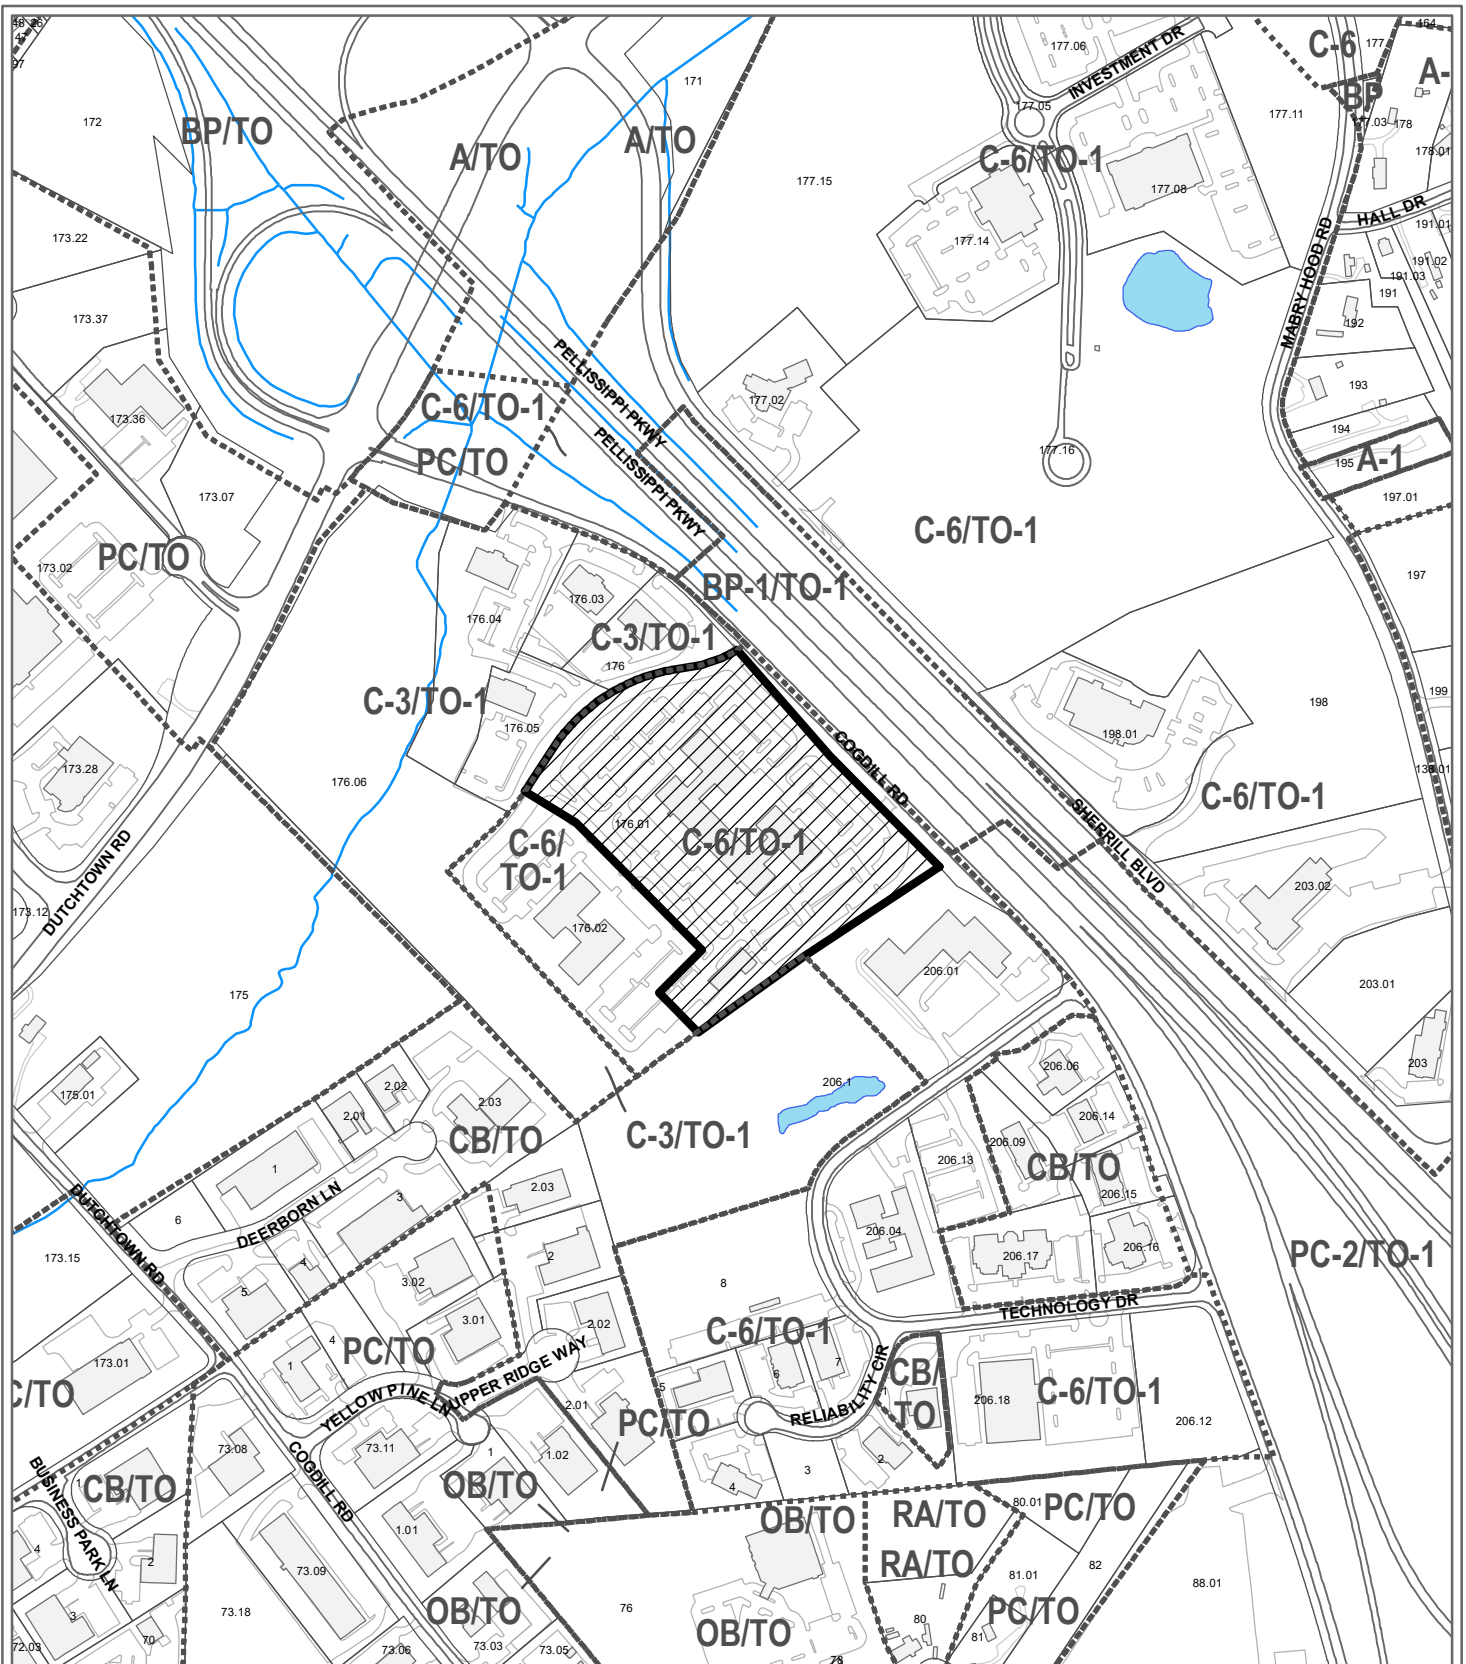 48 26
164
47
97
172
BP/TO
A/TO
171
A/TO
177.06
INVESTMENT DR
177.05
C-6/TO-1
177.15
177.14
177.08
177.11
C-6
177
A-
BP
178
178.01
HALL DR
191.01
191.02
191.03
191
192
193
194
195
A-1
197.01
MABRY HOOD RD
173.22
173.37
173.36
173.07
C-6/TO-1
PC/TO
PELLISSIPPI PKWY
PELLISSIPPI PKWY
177.02
177.16
C-6/TO-1
173.02
PC/TO
197
BP-1/TO-1
176.04
176.03
C-3/TO-1
176
C-3/TO-1
176.05
176.06
198
198.01
199
138.01
C-6/TO-1
COGDILL RD
SHERRILL BLVD
173.28
DUTCHTOWN RD
173.12
176.01
C-6/TO-1
C-6/
TO-1
176.02
203.02
203.01
203
206.01
175
175.01
206.1
C-3/TO-1
2.02
2.01
2.03
CB/TO
1
3
6
DEERBORN LN
DUTCHTOWN RD
173.15
206.06
206.14
206.09
206.13
CB/TO
206.15
206.16
206.17
206.04
PC-2/TO-1
TECHNOLOGY DR
2.03
2
2.02
4
5
3.02
3.01
4
1
PC/TO
8
C-6/TO-1
6
7
5
RELIABILITY CIR
CB/
TO
1
206.18
C-6/TO-1
206.12
173.01
C/TO
YELLOW PINE LN
UPPER RIDGE WAY
2.01
PC/TO
73.08
73.11
1
1.02
OB/TO
COGDILL RD
CB/TO
1
BUSINESS PARK LN
4
2
3
72.03
70
73.09
73.18
1.01
73.06
OB/TO
73.03
73.05
4
3
2
OB/TO
RA/TO
80.01
PC/TO
RA/TO
81.01
82
88.01
PC/TO
76
OB/TO
80
81
78